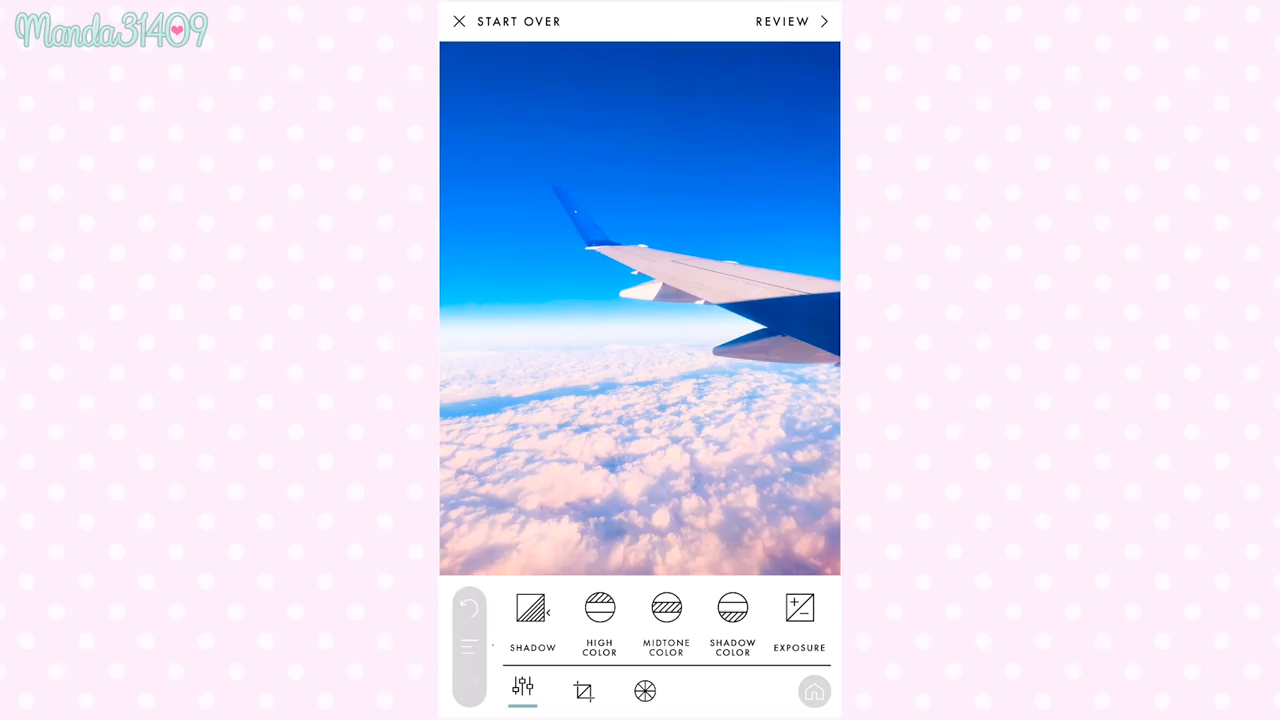 Manda31409
START OVER
REVIEW
SHADOW
HIGH
COLOR
MIDTONE
COLOR
SHADOW
COLOR
EXPOSURE